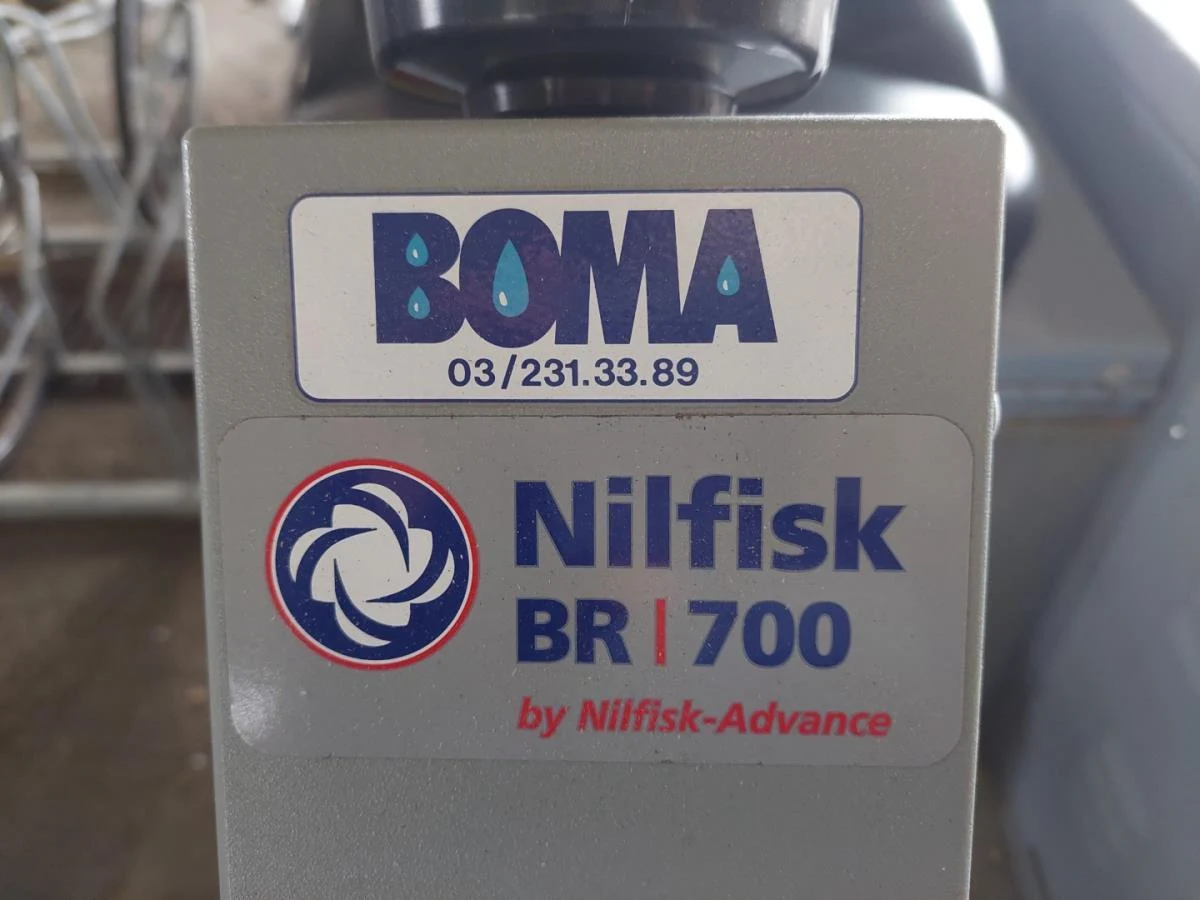 BOMA
03/231.33.89
Nilfisk
BR|700
by Nilfisk-Advance